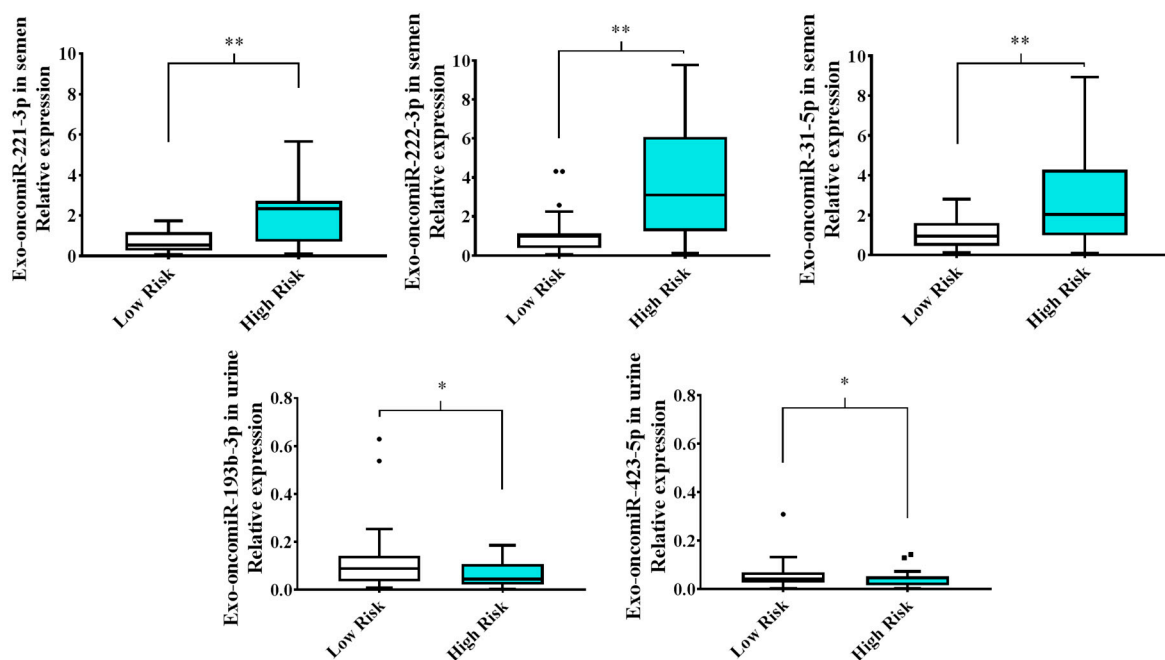 Exo-oncomiR-221-3p in semen
Relative expression
10
8
6
4
2
0
**
Low Risk
High Risk
Exo-oncomiR-222-3p in semen
Relative expression
10
8
6
4
2
0
**
Low Risk
High Risk
Exo-oncomiR-31-5p in semen
Relative expression
10
8
6
4
2
0
**
Low Risk
High Risk
Exo-oncomiR-193b-3p in urine
Relative expression
0.8
0.6
0.4
0.2
0.0
*
Low Risk
High Risk
Exo-oncomiR-423-5p in urine
Relative expression
0.8
0.6
0.4
0.2
0.0
*
Low Risk
High Risk